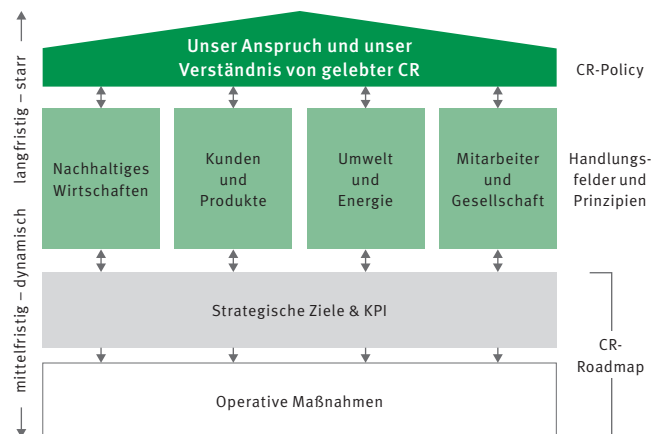 Unser Anspruch und unser
Verständnis von gelebter CR
CR-Policy
langfristig – starr
Nachhaltiges
Wirtschaften
Kunden
und
Produkte
Umwelt
und
Energie
Mitarbeiter
und
Gesellschaft
Handlungs-
felder und
Prinzipien
mittelfristig – dynamisch
Strategische Ziele & KPI
CR-
Roadmap
Operative Maßnahmen